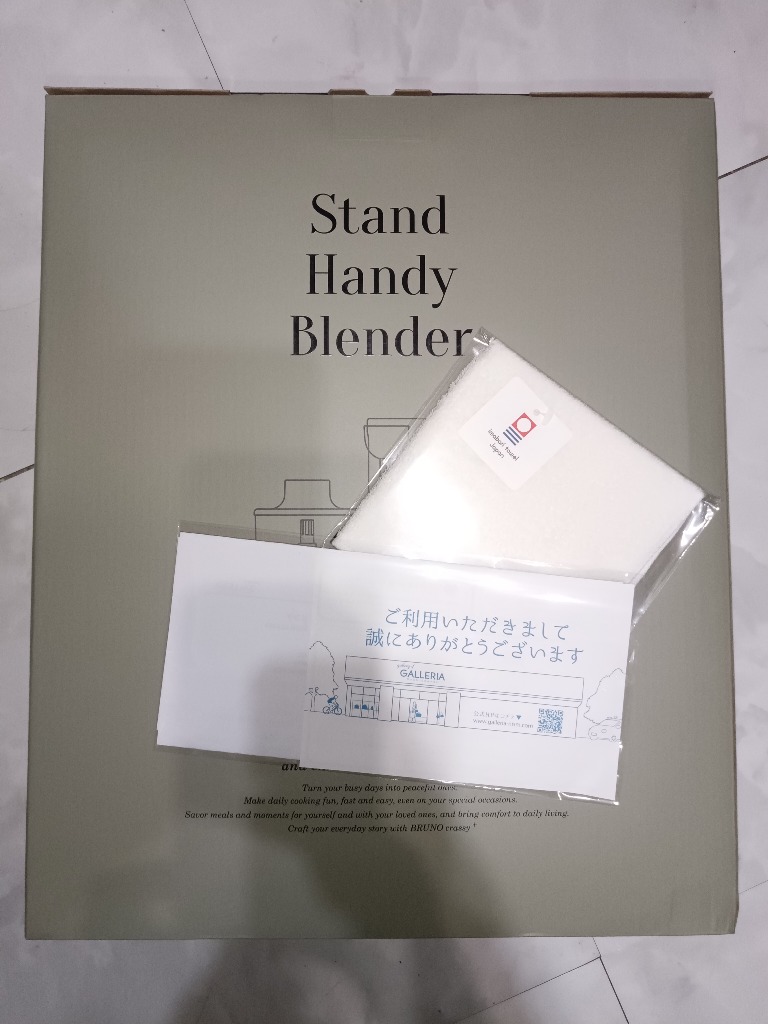 Stand
Handy
Blender
imabari towel
Japan
ご利用いただきまして
誠にありがとうございます
GALLERIA
Turn your busy days into peaceful ones.
Make daily cooking fun, fast and easy, even on your special occasions.
Savor meals and moments for yourself and with your loved ones, and bring comfort to daily living.
Craft your everyday story with BRUNO crassy⁺